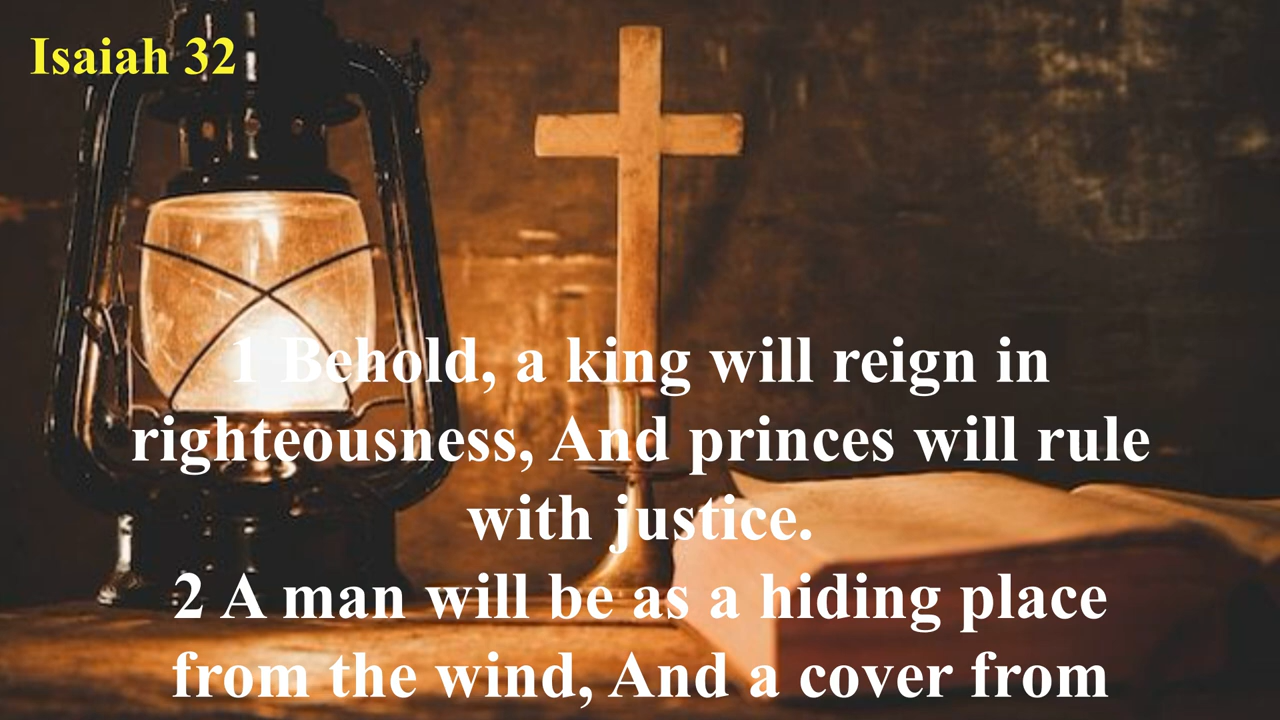 Isaiah 32
1 Behold, a king will reign in
righteousness, And princes will rule
with justice.
2 A man will be as a hiding place
from the wind, And a cover from